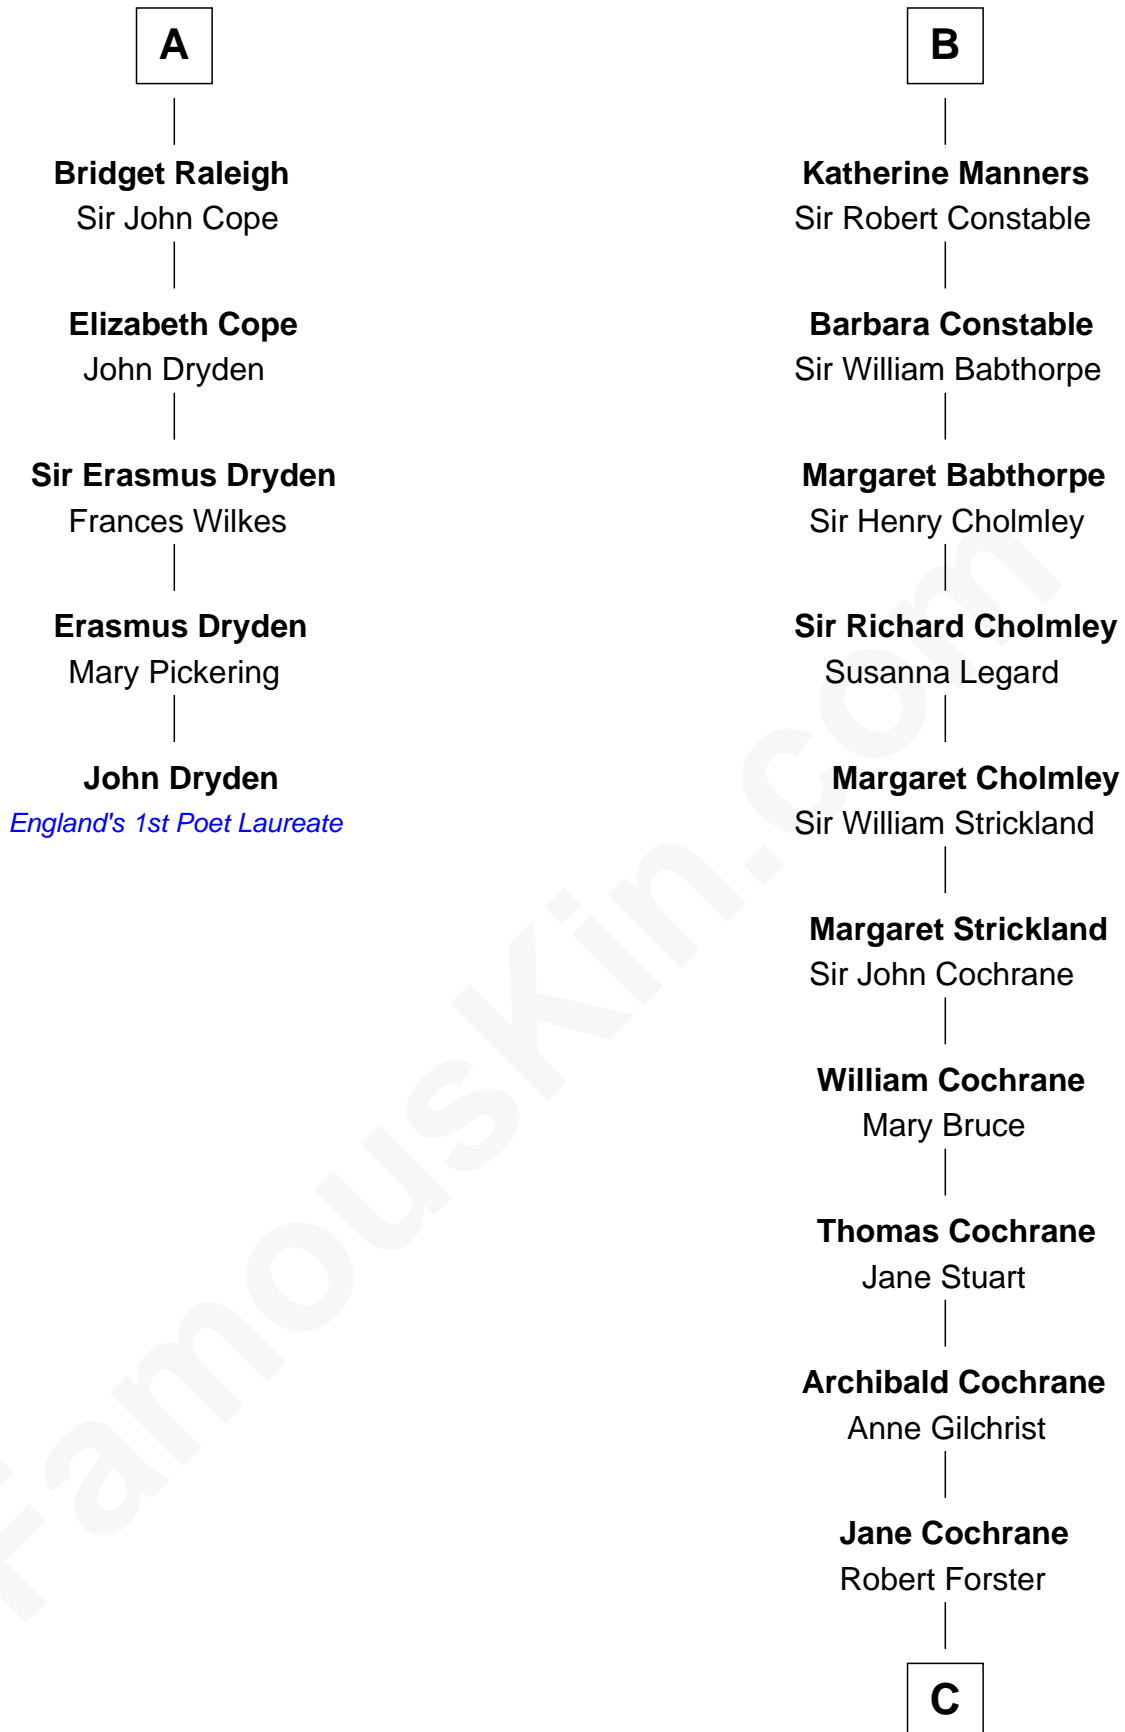 A
Bridget Raleigh
Sir John Cope
Elizabeth Cope
John Dryden
Sir Erasmus Dryden
Frances Wilkes
Erasmus Dryden
Mary Pickering
John Dryden
England's 1st Poet Laureate
B
Katherine Manners
Sir Robert Constable
Barbara Constable
Sir William Babthorpe
Margaret Babthorpe
Sir Henry Cholmley
Sir Richard Cholmley
Susanna Legard
Margaret Cholmley
Sir William Strickland
Margaret Strickland
Sir John Cochrane
William Cochrane
Mary Bruce
Thomas Cochrane
Jane Stuart
Archibald Cochrane
Anne Gilchrist
Jane Cochrane
Robert Forster
C
FamousKin.com